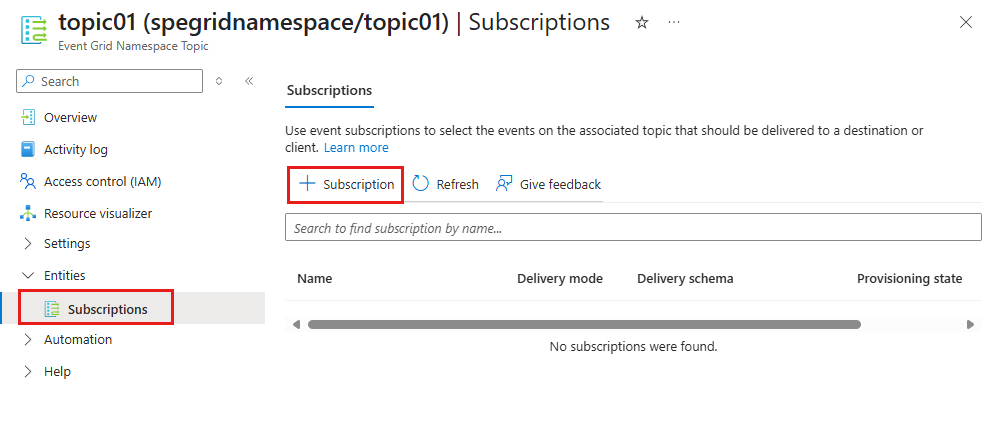 topic01 (spegridnamespace/topic01) | Subscriptions
Event Grid Namespace Topic
Search
Overview
Activity log
Access control (IAM)
Resource visualizer
Settings
Entities
Subscriptions
Automation
Help
Subscriptions
Use event subscriptions to select the events on the associated topic that should be delivered to a destination or
client. Learn more
Subscription Refresh Give feedback
Search to find subscription by name...
Name Delivery mode Delivery schema Provisioning state
No subscriptions were found.